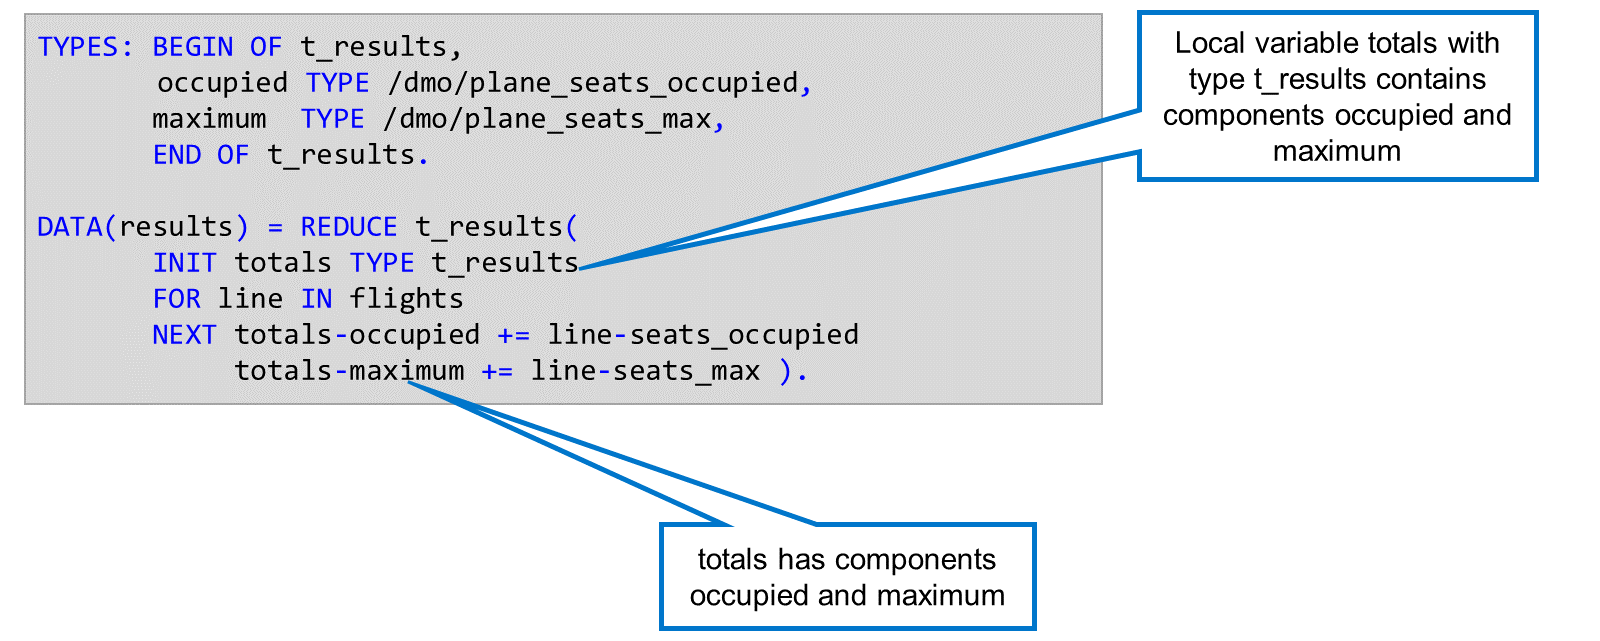 TYPES: BEGIN OF t_results,
occupied TYPE /dmo/plane_seats_occupied,
maximum  TYPE /dmo/plane_seats_max,
END OF t_results.
DATA(results) = REDUCE t_results(
INIT totals TYPE t_results
FOR line IN flights
NEXT totals-occupied += line-seats_occupied
totals-maximum += line-seats_max ).
Local variable totals with
type t_results contains
components occupied and
maximum
totals has components
occupied and maximum